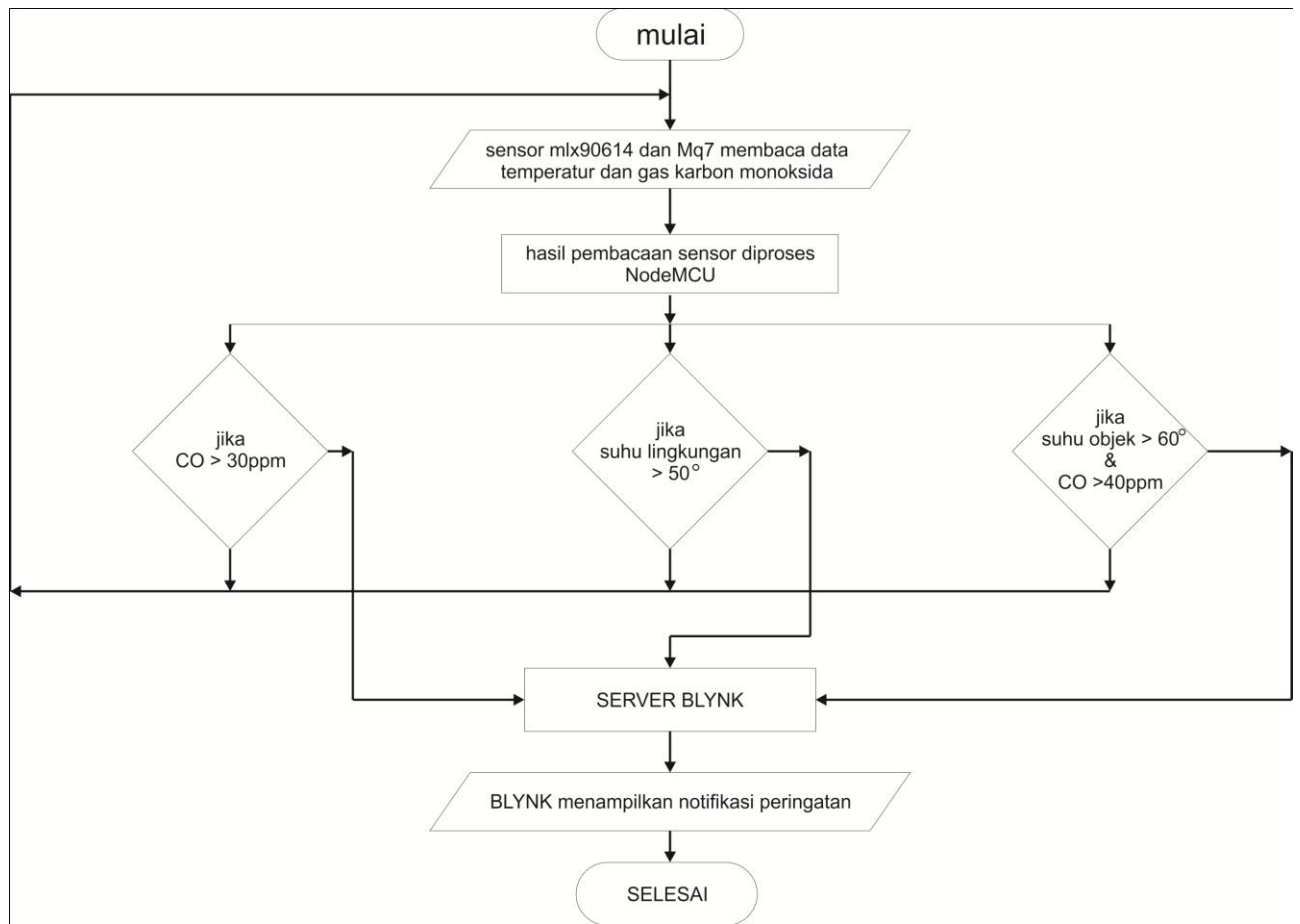 mulai
sensor mlx90614 dan Mq7 membaca data
temperatur dan gas karbon monoksida
hasil pembacaan sensor diproses
NodeMCU
jika
CO > 30ppm
jika
suhu lingkungan
> 50°
jika
suhu objek > 60°
&
CO >40ppm
SERVER BLYNK
BLYNK menampilkan notifikasi peringatan
SELESAI